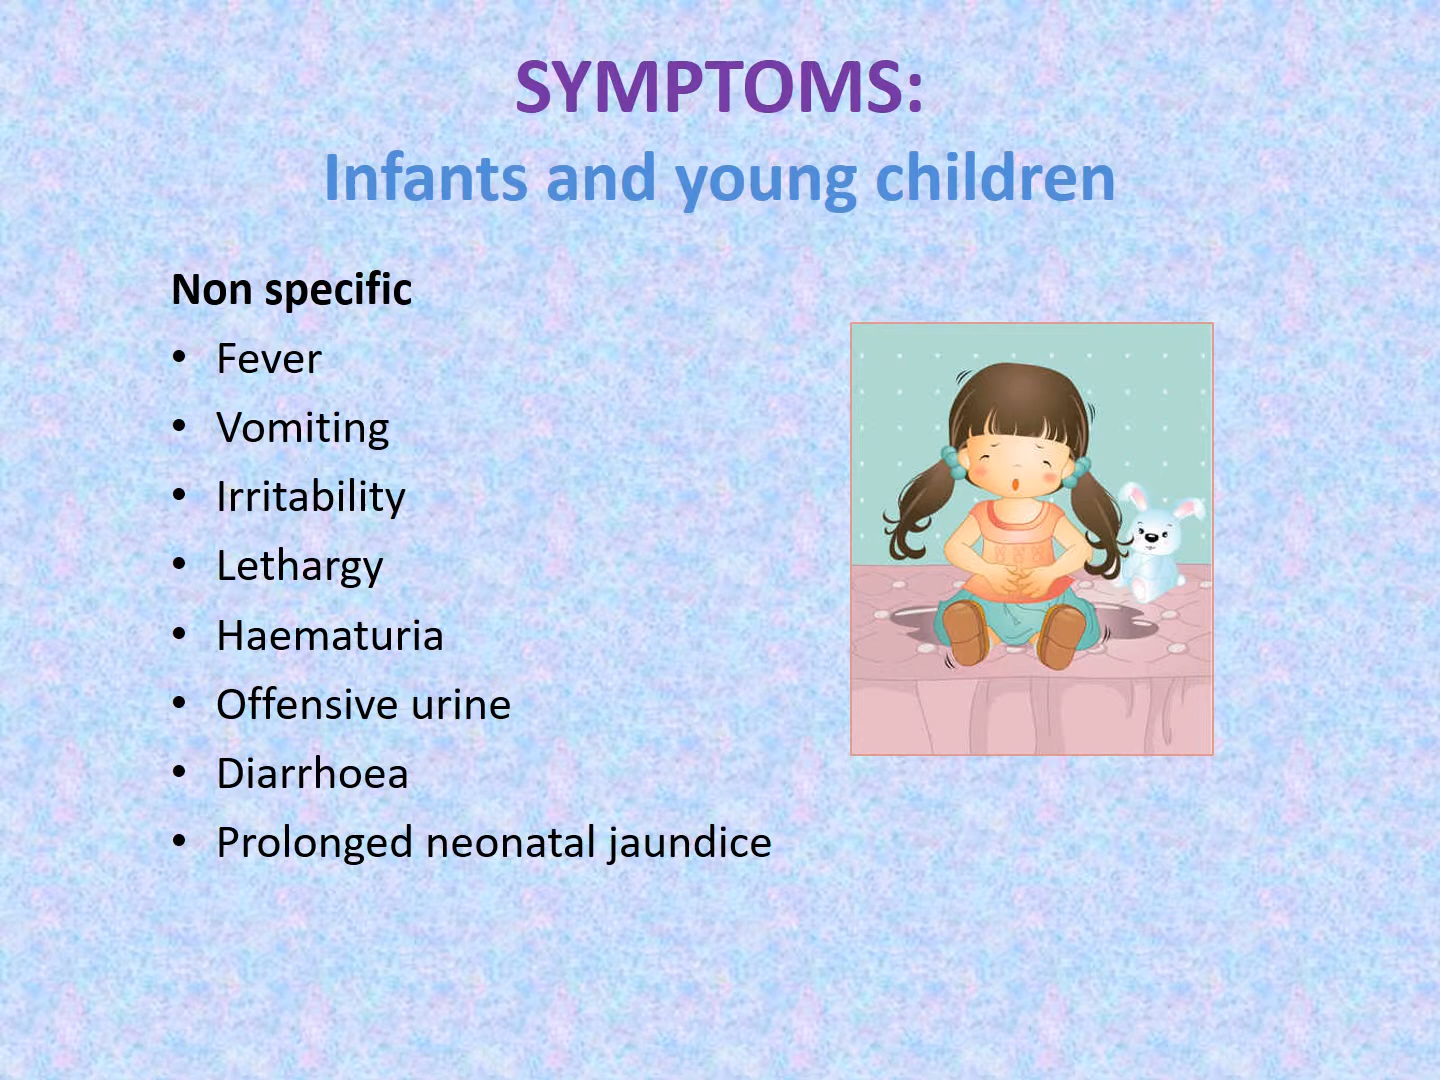 SYMPTOMS:
Infants and young children
Non specific
• Fever
• Vomiting
• Irritability
• Lethargy
• Haematuria
• Offensive urine
• Diarrhoea
• Prolonged neonatal jaundice